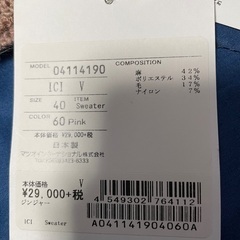 MODEL 04114190
ICI V
SIZE ITEM
40 Sweater
COLOR
60 Pink
本体価格 ¥29,000+税
日本製
COMPOSITION
ポリエステル 34%
毛 17%
ナイロン 7%
42%
本体価格 V
¥29,000+税
ジンジャー
ICI Sweater
4 549302 764112
A041141904060A